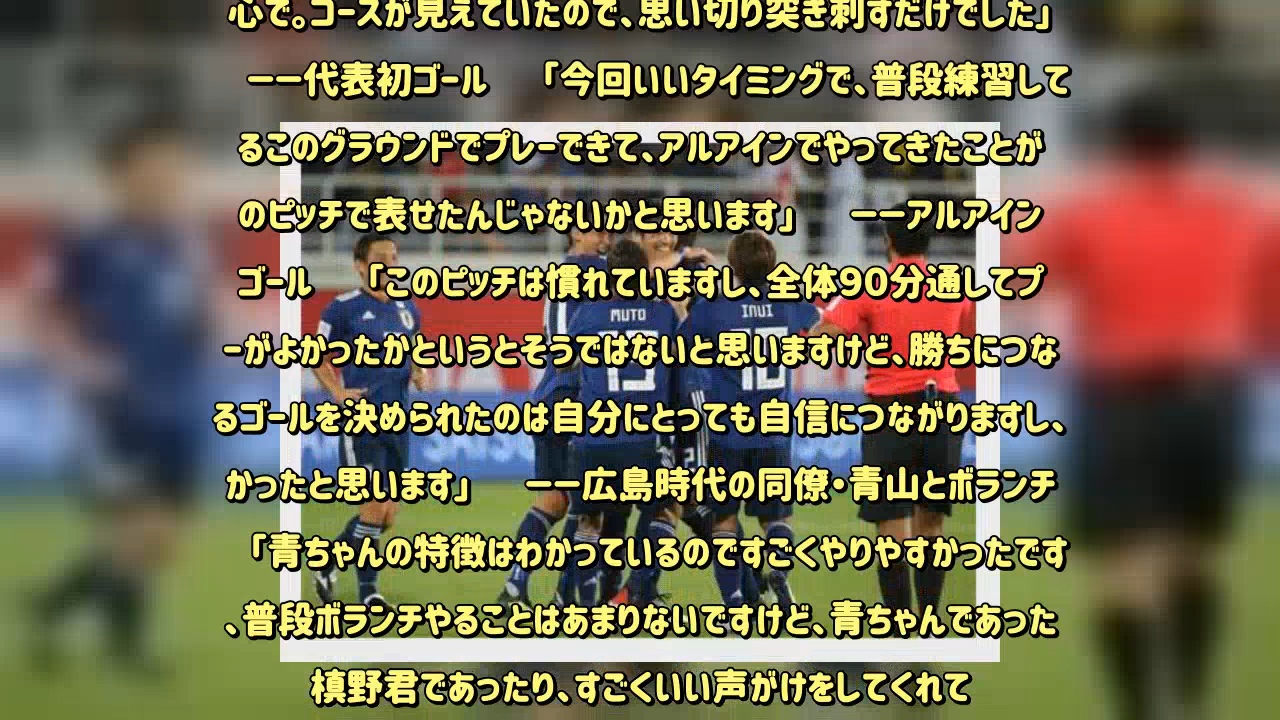 心で。コースが見えていたので、思い切り突き刺すだけでした」
ーー代表初ゴール 「今回いいタイミングで、普段練習して
るこのグラウンドでプレーできて、アルアインでやってきたことが
のピッチで表せたんじゃないかと思います」 ーーアルアイン
ゴール 「このピッチは慣れていますし、全体90分通してプ
ーがよかったかというとそうではないと思いますけど、勝ちにつな
るゴールを決められたのは自分にとっても自信につながりますし、
かったと思います」 ーー広島時代の同僚・青山とボランチ
「青ちゃんの特徴はわかっているのですごくやりやすかったです
、普段ボランチやることはあまりないですけど、青ちゃんであった
槙野君であったり、すごくいい声がけをしてくれて
MUTO
13
INUI
10